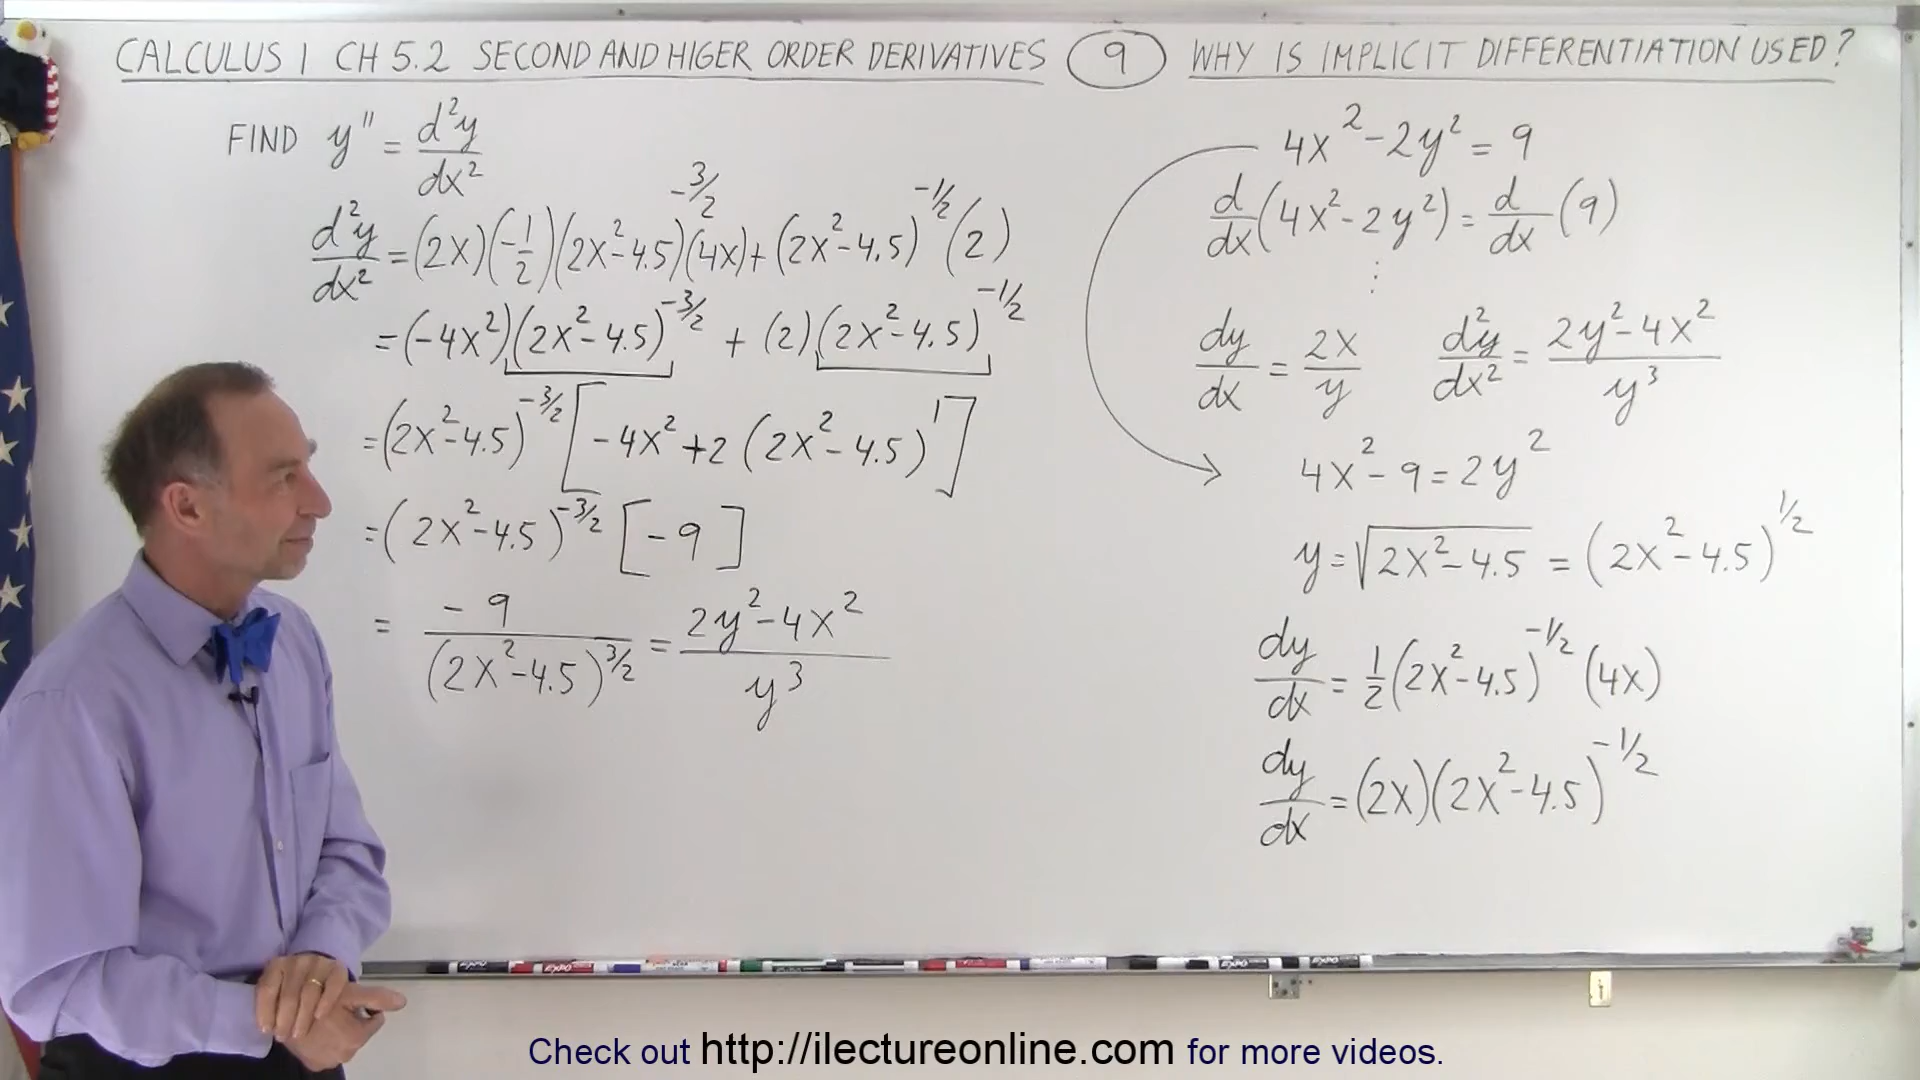 CALCULUS 1 CH 5.2 SECOND AND HIGER ORDER DERIVATIVES 9 WHY IS IMPLICIT DIFFERENTIATION USED?
FIND y" = d²y/dx²
d²y/dx² = (2x)(-1/2)(2x²-4.5)^(-3/2)(4x) + (2x²-4.5)^(-1/2)(2)
= (-4x²)(2x²-4.5)^(-3/2) + (2)(2x²-4.5)^(-1/2)
= (2x²-4.5)^(-3/2) [-4x² + 2(2x²-4.5)^1]
= (2x²-4.5)^(-3/2) [-9]
= -9/(2x²-4.5)^(3/2) = (2y²-4x²)/y³
4x²-2y² = 9
d/dx(4x²-2y²) = d/dx(9)
⋮
dy/dx = 2x/y d²y/dx² = (2y²-4x²)/y³
4x²-9 = 2y²
y = √(2x²-4.5) = (2x²-4.5)^(1/2)
dy/dx = 1/2(2x²-4.5)^(-1/2)(4x)
dy/dx = (2x)(2x²-4.5)^(-1/2)
EXPO EXPO EXPO EXPO EXPO
Check out http://ilectureonline.com for more videos.